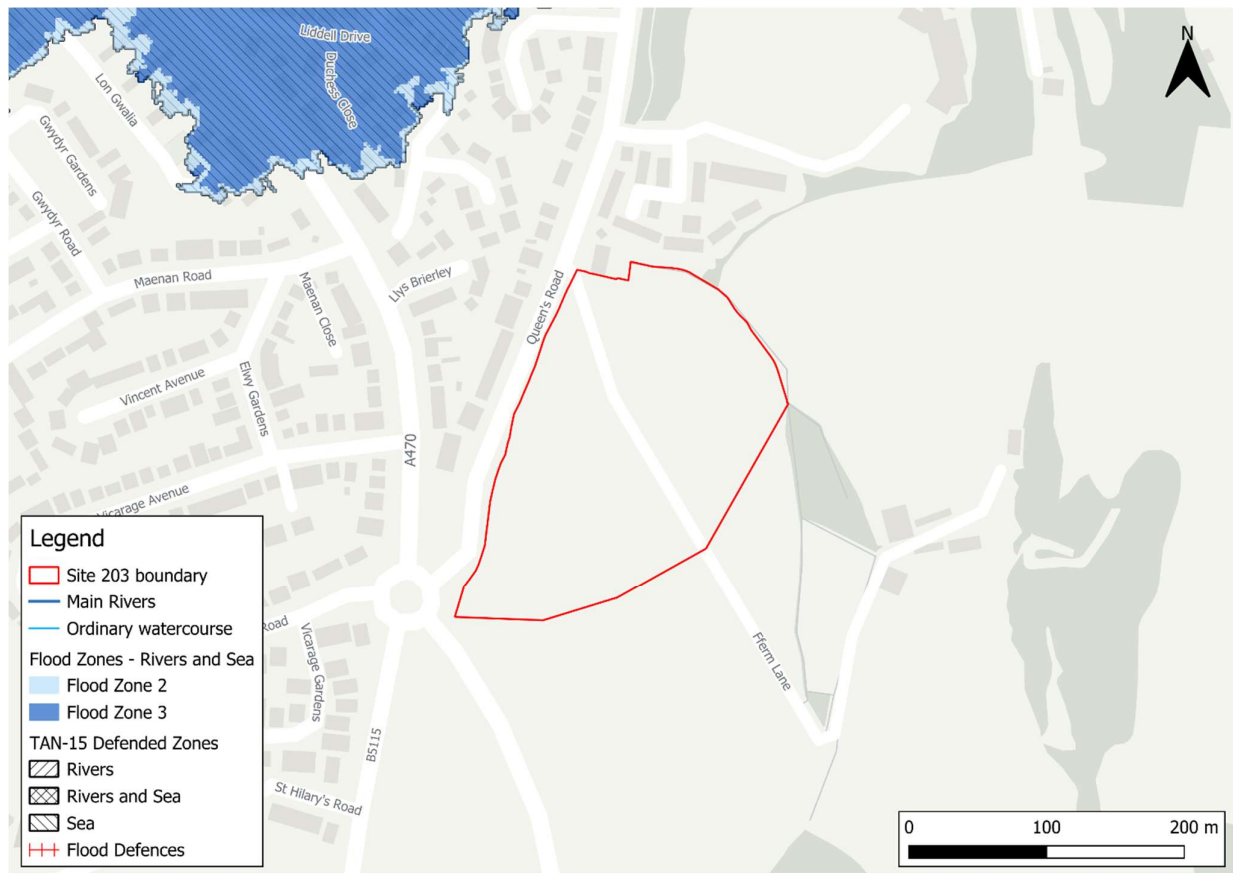 Liddell Drive
Duchess Close
Lon Gwalia
Gwydyr Gardens
Gwydyr Road
Maenan Road
Maenan Close
Llys Brierley
Queen's Road
Vincent Avenue
Elwy Gardens
A470
Vicarage Avenue
Road
Vicarage Gardens
B5115
St Hilary's Road
Fferm Lane
N
Legend
Site 203 boundary
Main Rivers
Ordinary watercourse
Flood Zones - Rivers and Sea
Flood Zone 2
Flood Zone 3
TAN-15 Defended Zones
Rivers
Rivers and Sea
Sea
Flood Defences
0 100 200 m